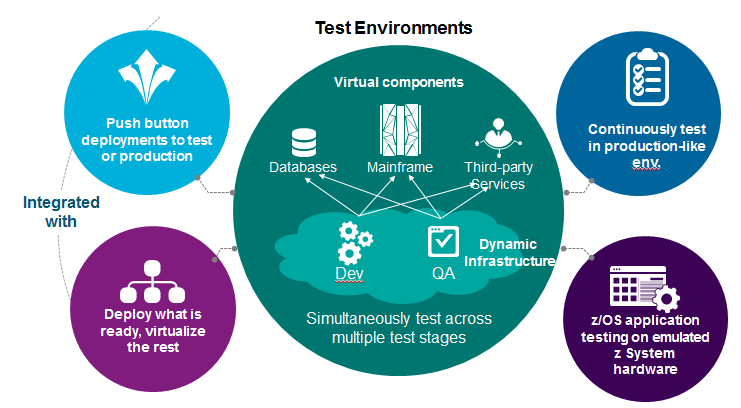 Test Environments
Virtual components
Push button
deployments to test
or production
Continuously test
in production-like
env.
Databases
Mainframe
Third-party
Services
Integrated
with
Dev
QA
Dynamic
Infrastructure
Deploy what is
ready, virtualize
the rest
Simultaneously test across
multiple test stages
z/OS application
testing on emulated
z System
hardware